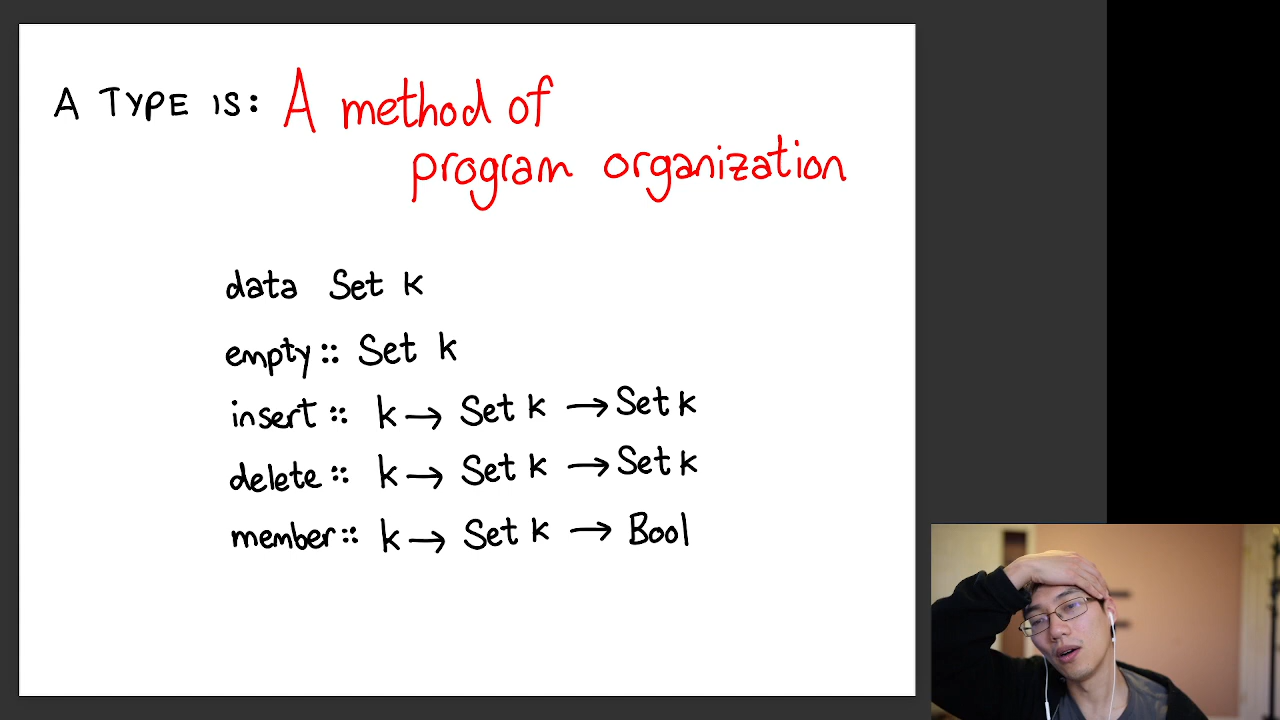 A TYPE IS: A method of
program organization
data Set k
empty :: Set k
insert :: k → Set k → Set k
delete :: k → Set k → Set k
member :: k → Set k → Bool